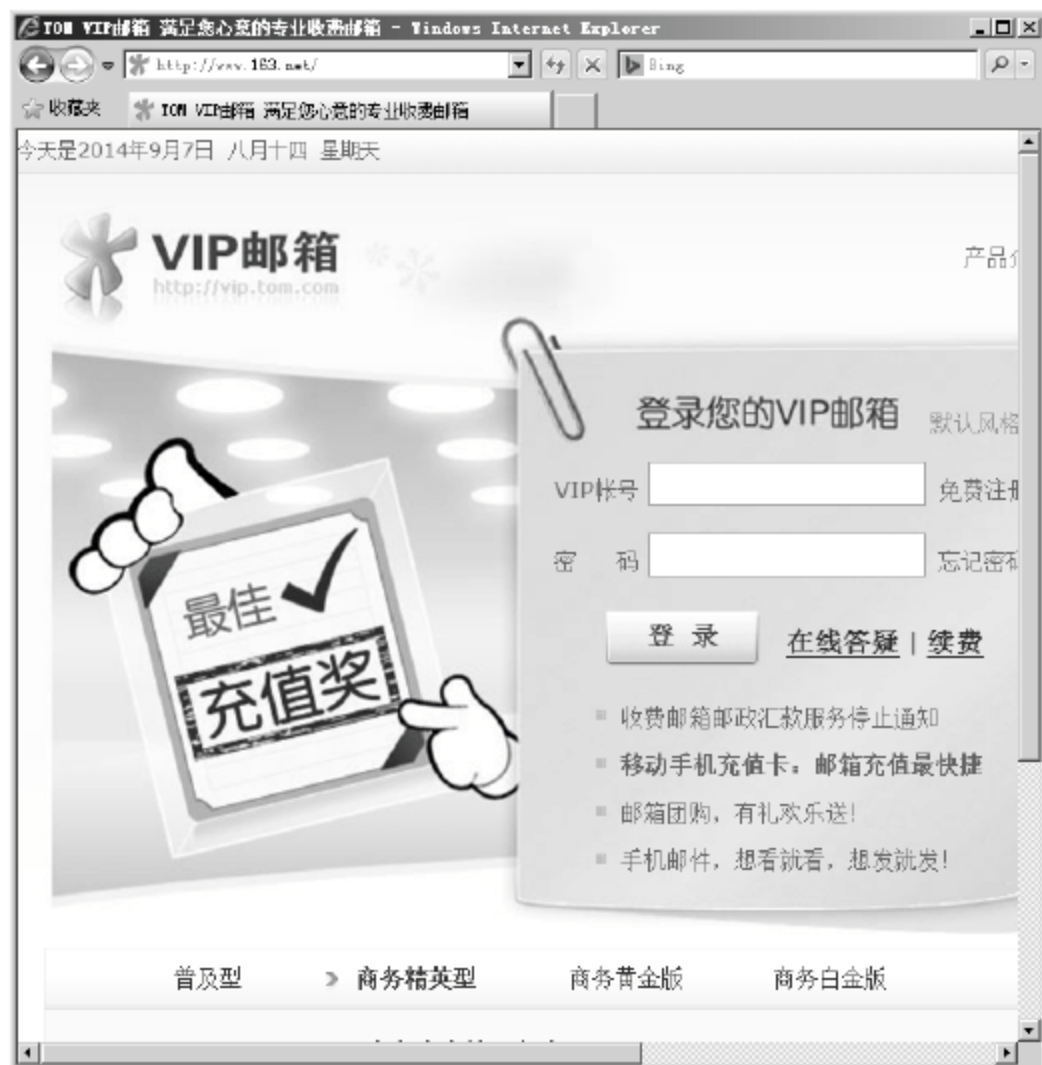 TOM VIP邮箱 满足您心意的专业收费邮箱 - Windows Internet Explorer
http://www.163.net/
Bing
收藏夹
TOM VIP邮箱 满足您心意的专业收费邮箱
今天是2014年9月7日 八月十四 星期天
VIP邮箱
http://vip.tom.com
产品
登录您的VIP邮箱
默认风格
VIP帐号
免费注册
密 码
忘记密码
登 录
在线答疑 | 续费
最佳
充值奖
收费邮箱邮政汇款服务停止通知
移动手机充值卡：邮箱充值最快捷
邮箱团购，有礼欢乐送!
手机邮件，想看就看，想发就发!
普及型
商务精英型
商务黄金版
商务白金版